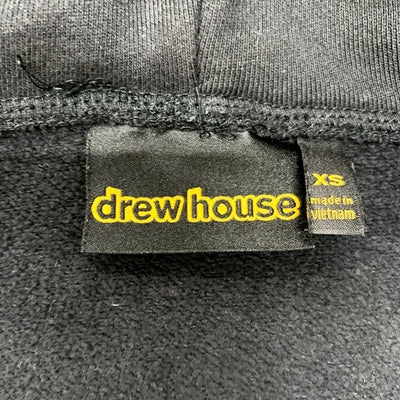 drew house
XS
made in
Vietnam